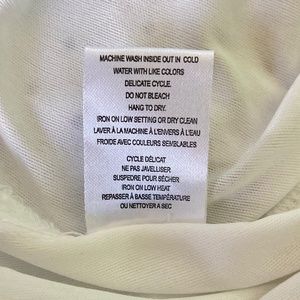 MACHINE WASH INSIDE OUT IN COLD
WATER WITH LIKE COLORS
DELICATE CYCLE.
DO NOT BLEACH
HANG TO DRY.
IRON ON LOW SETTING OR DRY CLEAN
LAVER À LA MACHINE À L'ENVERS À L'EAU
FROIDE AVEC COULEURS SEMBLABLES
CYCLE DÉLICAT
NE PAS JAVELLISER
SUSPEDRE POUR SÉCHER
IRON ON LOW HEAT
REPASSER À BASSE TEMPÉRATURE
OU NETTOYER A SEC